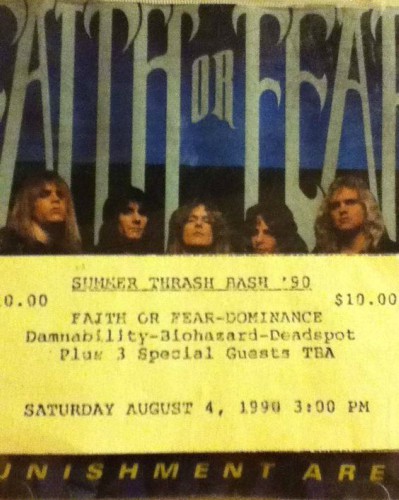 FAITH OR FEAR
SUMMER THRASH BASH '90
10.00 $10.00
FAITH OR FEAR-DOMINANCE
Damnability-Biohazard-Deadspot
Plus 3 Special Guests TBA
SATURDAY AUGUST 4, 1990 3:00 PM
UNISHMENT ARE